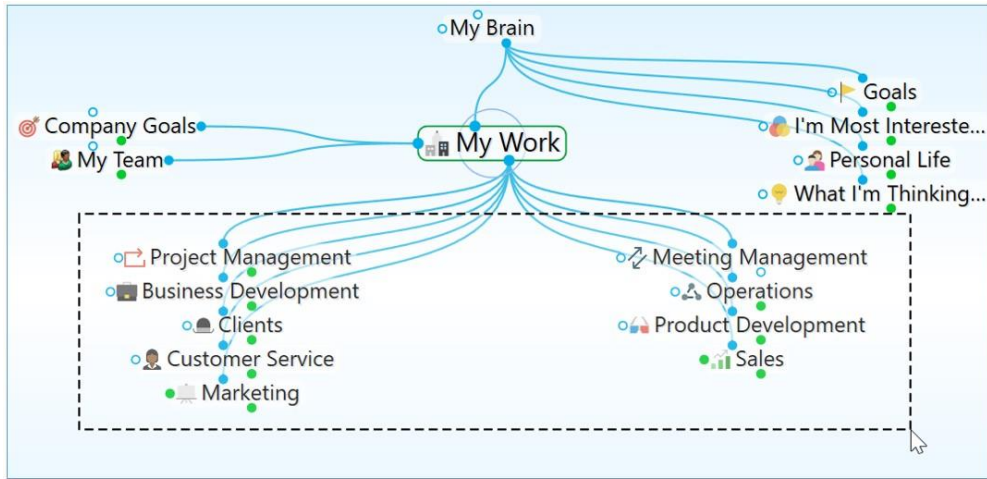 My Brain
Goals
Company Goals
I'm Most Intereste...
My Work
My Team
Personal Life
What I'm Thinking...
Project Management
Meeting Management
Business Development
Operations
Clients
Product Development
Customer Service
Sales
Marketing